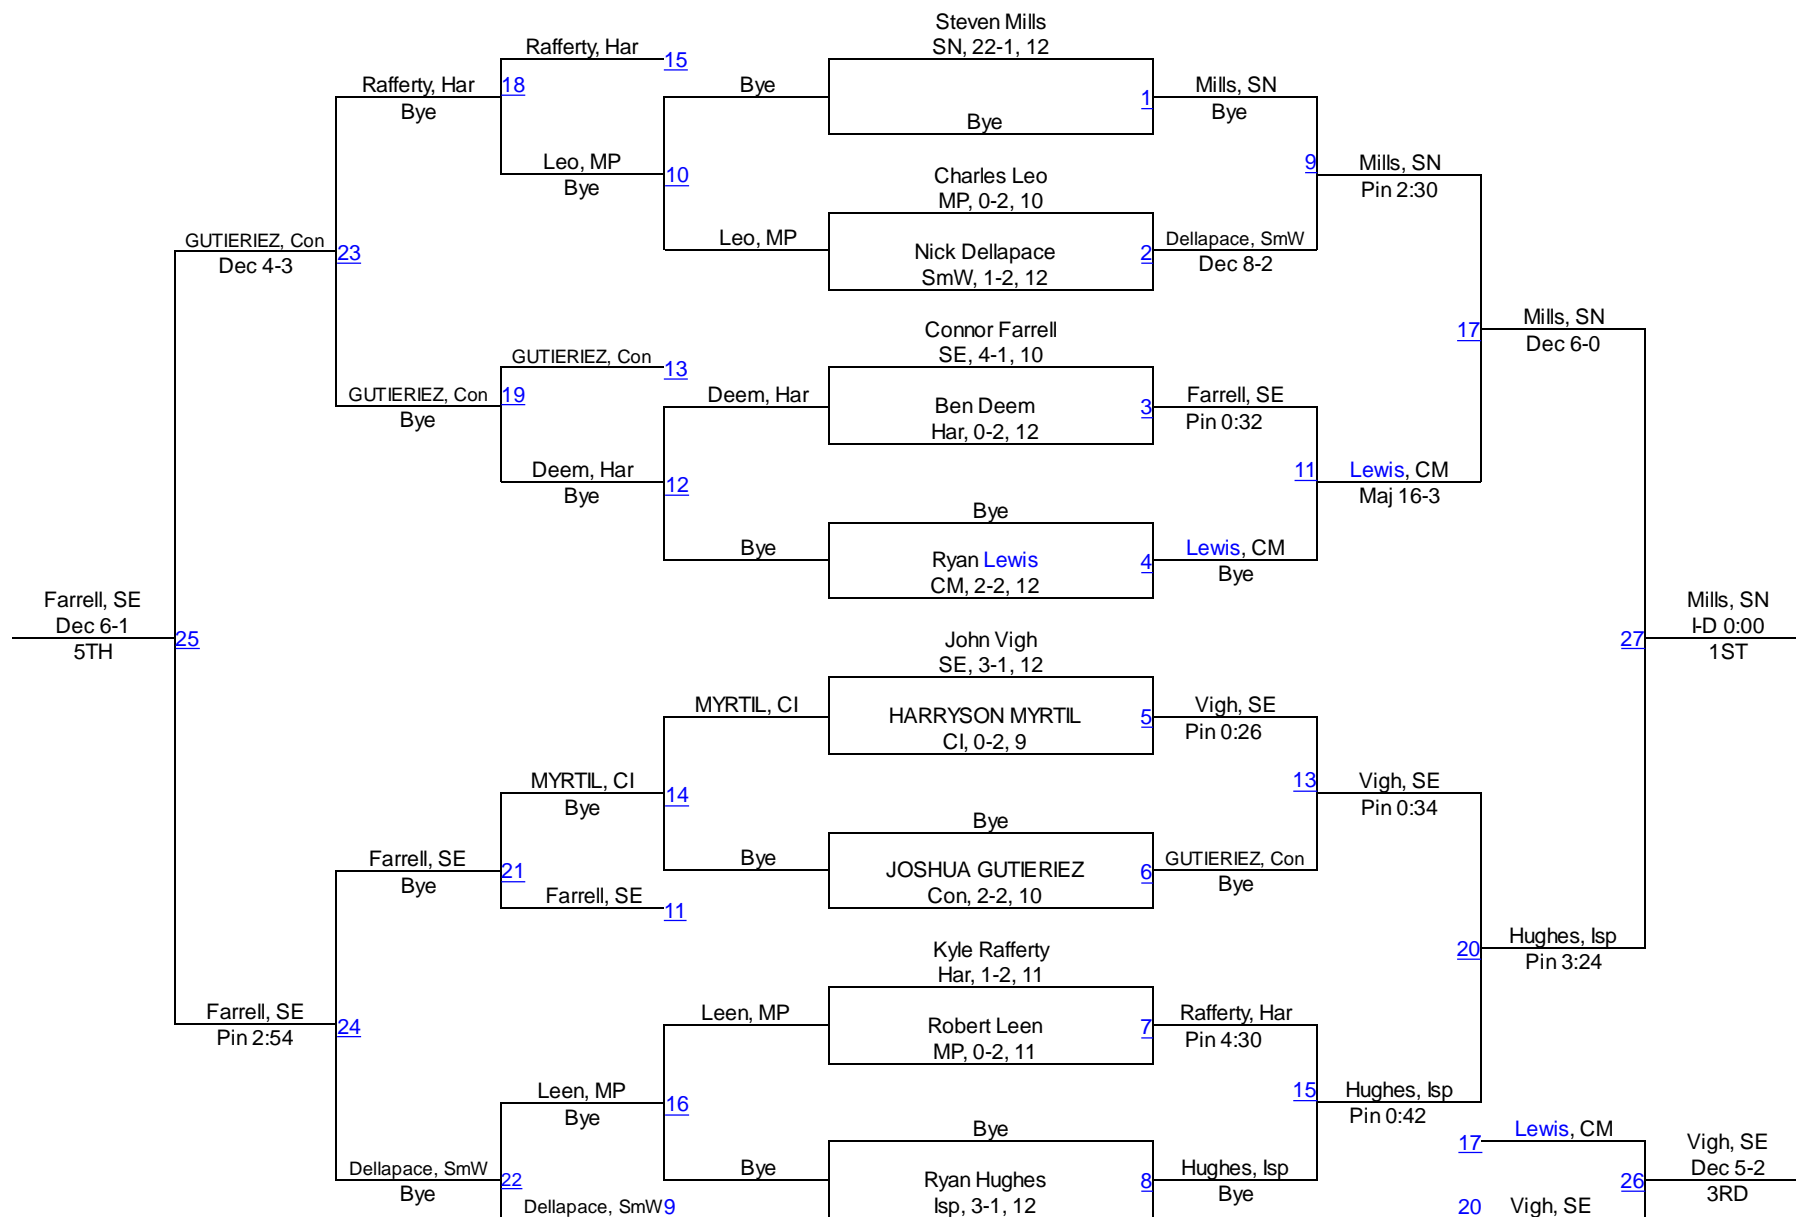 Steven Mills
SN, 22-1, 12
Rafferty, Har
15
Rafferty, Har
18
Bye
1
Mills, SN
Bye
Bye
Bye
Leo, MP
10
Bye
Charles Leo
MP, 0-2, 10
9
Mills, SN
Pin 2:30
GUTIERIEZ, Con
23
Dec 4-3
Leo, MP
Nick Dellapace
SmW, 1-2, 12
2
Dellapace, SmW
Dec 8-2
Connor Farrell
SE, 4-1, 10
17
Mills, SN
Dec 6-0
GUTIERIEZ, Con
13
GUTIERIEZ, Con
19
Bye
Deem, Har
Ben Deem
Har, 0-2, 12
3
Farrell, SE
Pin 0:32
Deem, Har
12
Bye
11
Lewis, CM
Maj 16-3
Bye
Bye
Ryan Lewis
CM, 2-2, 12
4
Lewis, CM
Bye
Farrell, SE
Dec 6-1
25
5TH
27
Mills, SN
I-D 0:00
1ST
John Vigh
SE, 3-1, 12
MYRTIL, CI
HARRYSON MYRTIL
CI, 0-2, 9
5
Vigh, SE
Pin 0:26
MYRTIL, CI
14
Bye
13
Vigh, SE
Pin 0:34
Bye
Farrell, SE
21
Bye
Bye
JOSHUA GUTIERIEZ
Con, 2-2, 10
6
GUTIERIEZ, Con
Bye
Farrell, SE
11
Kyle Rafferty
Har, 1-2, 11
20
Hughes, Isp
Pin 3:24
Farrell, SE
24
Pin 2:54
Leen, MP
Robert Leen
MP, 0-2, 11
7
Rafferty, Har
Pin 4:30
Leen, MP
16
Bye
15
Hughes, Isp
Pin 0:42
Bye
17
Lewis, CM
Vigh, SE
Dec 5-2
26
3RD
Dellapace, SmW
22
Bye
Bye
Ryan Hughes
Isp, 3-1, 12
8
Hughes, Isp
Bye
Dellapace, SmW
9
20
Vigh, SE